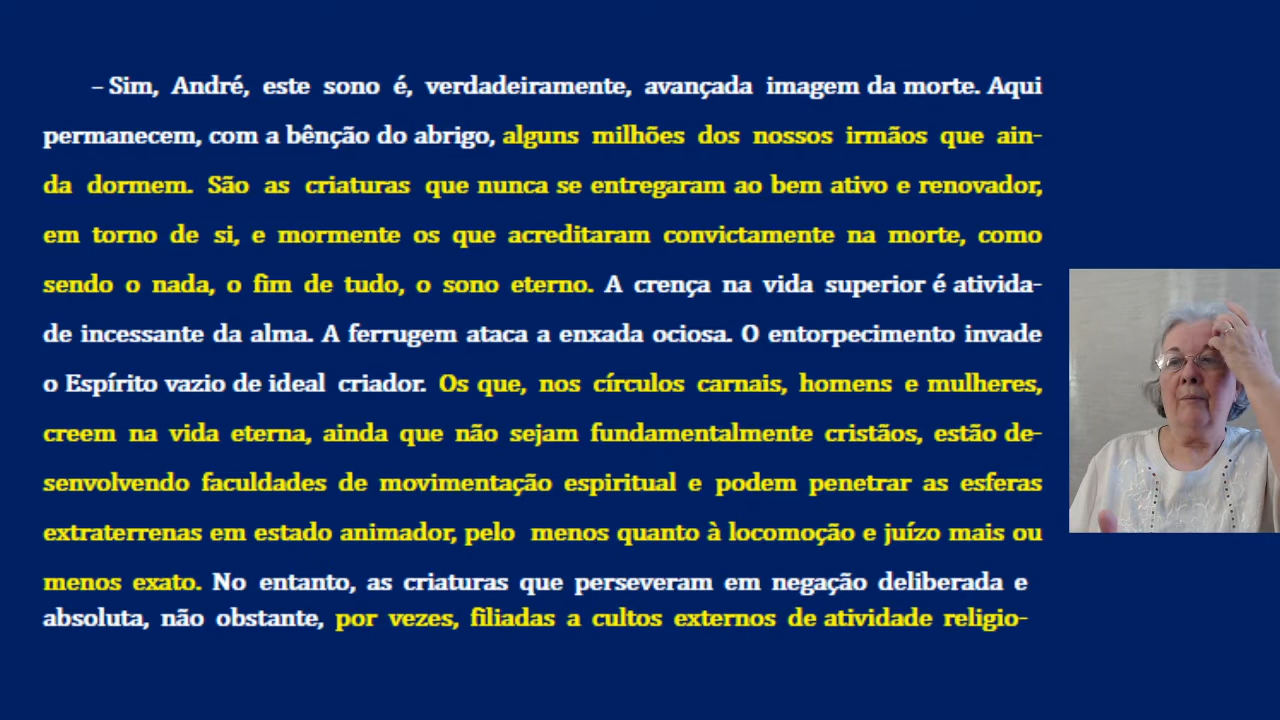 – Sim, André, este sono é, verdadeiramente, avançada imagem da morte. Aqui
permanecem, com a bênção do abrigo, alguns milhões dos nossos irmãos que ain-
da dormem. São as criaturas que nunca se entregaram ao bem ativo e renovador,
em torno de si, e mormente os que acreditaram convictamente na morte, como
sendo o nada, o fim de tudo, o sono eterno. A crença na vida superior é ativida-
de incessante da alma. A ferrugem ataca a enxada ociosa. O entorpecimento invade
o Espírito vazio de ideal criador. Os que, nos círculos carnais, homens e mulheres,
creem na vida eterna, ainda que não sejam fundamentalmente cristãos, estão de-
senvolvendo faculdades de movimentação espiritual e podem penetrar as esferas
extraterrenas em estado animador, pelo menos quanto à locomoção e juízo mais ou
menos exato. No entanto, as criaturas que perseveram em negação deliberada e
absoluta, não obstante, por vezes, filiadas a cultos externos de atividade religio-